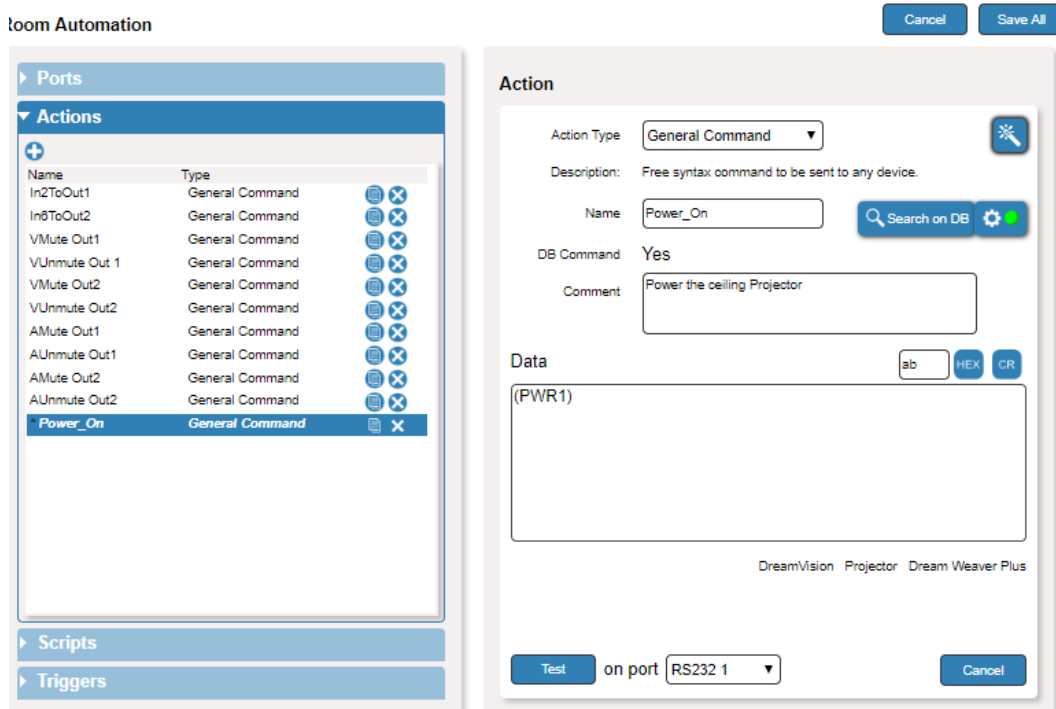 Room Automation
Cancel
Save All
Ports
Actions
Name Type
In2ToOut1 General Command
In6ToOut2 General Command
VMute Out1 General Command
VUnmute Out 1 General Command
VMute Out2 General Command
VUnmute Out2 General Command
AMute Out1 General Command
AUnmute Out1 General Command
AMute Out2 General Command
AUnmute Out2 General Command
* Power_On General Command
Scripts
Triggers
Action
Action Type General Command
Description: Free syntax command to be sent to any device.
Name Power_On Search on DB
DB Command Yes
Comment Power the ceiling Projector
Data ab HEX CR
(PWR1)
DreamVision Projector Dream Weaver Plus
Test on port RS232 1 Cancel